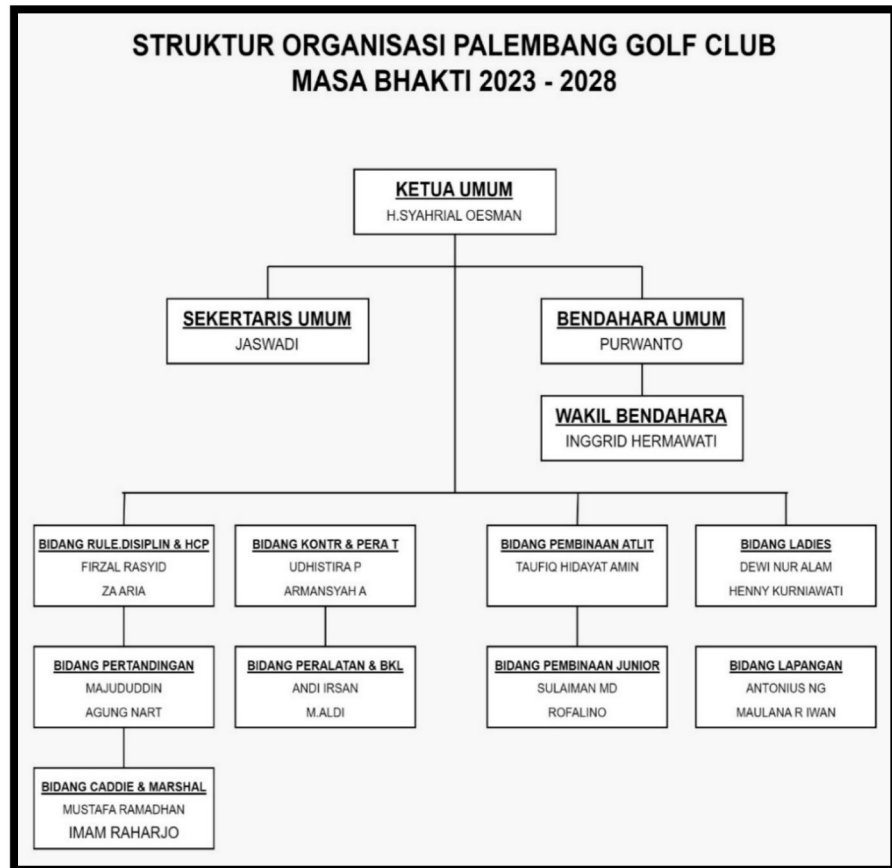 STRUKTUR ORGANISASI PALEMBANG GOLF CLUB
MASA BHAKTI 2023 - 2028
KETUA UMUM
H.SYAHRIAL OESMAN
SEKERTARIS UMUM
JASWADI
BENDAHARA UMUM
PURWANTO
WAKIL BENDAHARA
INGGRID HERMAWATI
BIDANG RULE.DISIPLIN & HCP
FIRZAL RASYID
ZA ARIA
BIDANG KONTR & PERA T
UDHISTIRA P
ARMANSYAH A
BIDANG PEMBINAAN ATLIT
TAUFIQ HIDAYAT AMIN
BIDANG LADIES
DEWI NUR ALAM
HENNY KURNIAWATI
BIDANG PERTANDINGAN
MAJUDUDDIN
AGUNG NART
BIDANG PERALATAN & BKL
ANDI IRSAN
M.ALDI
BIDANG PEMBINAAN JUNIOR
SULAIMAN MD
ROFALINO
BIDANG LAPANGAN
ANTONIUS NG
MAULANA R IWAN
BIDANG CADDIE & MARSHAL
MUSTAFA RAMADHAN
IMAM RAHARJO